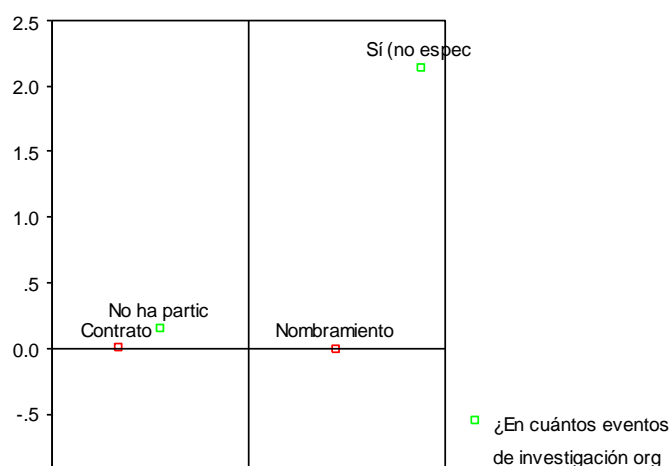 2.5
Sí (no espec
2.0
1.5
1.0
.5
No ha partic
Contrato
Nombramiento
0.0
-.5
¿En cuántos eventos
de investigación org